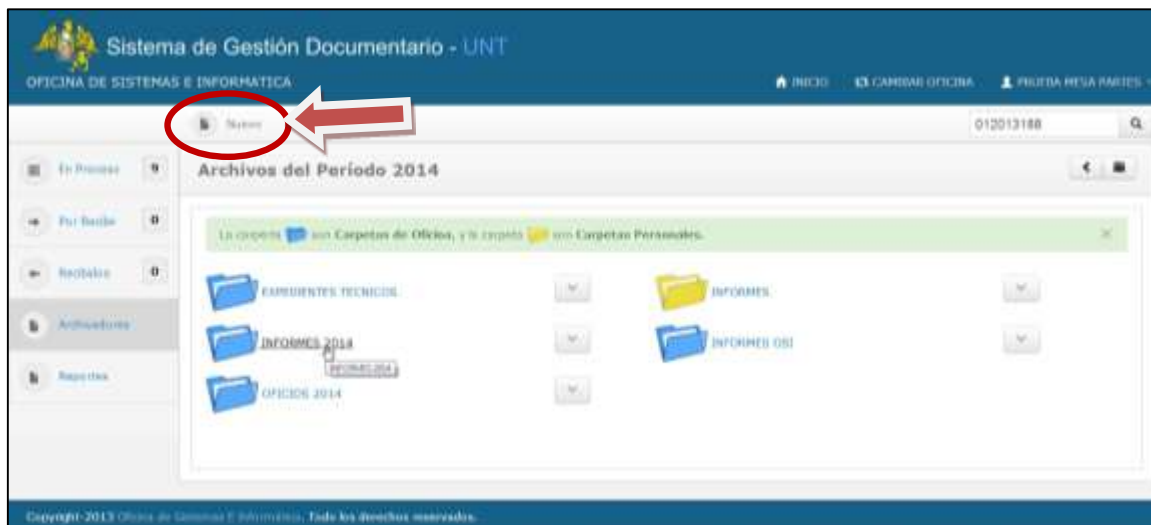 Sistema de Gestión Documentario - UNT
OFICINA DE SISTEMAS E INFORMATICA
INICIO CAMBIAR OFICINA PRUEBA MESA PARTES
Nuevo
012013188
En Proceso 9
Archivos del Período 2014
Por Recibir 0
La carpeta son Carpetas de Oficina, y la carpeta son Carpetas Personales.
Recibidos 0
EXPEDIENTES TECNICOS
INFORMES
Archivadores
INFORMES 2014
INFORMES OSI
INFORMES 2014
Reportes
OFICIOS 2014
Copyright-2013 Oficina de Sistemas E Informática. Todo los derechos reservados.